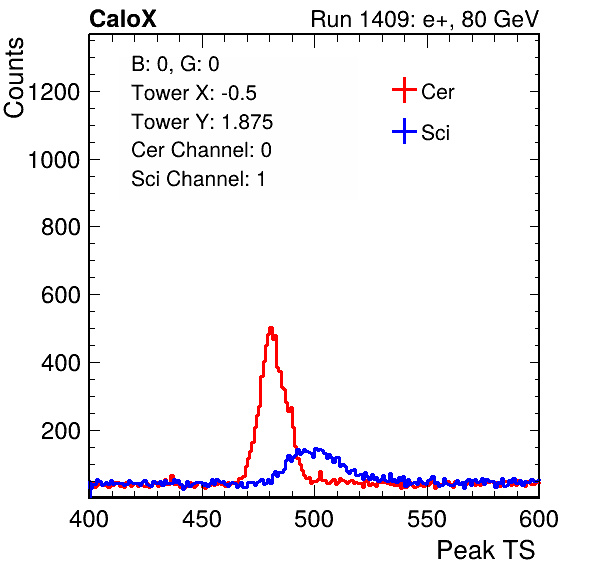 CaloX Run 1409: e+, 80 GeV
Counts
B: 0, G: 0
Tower X: -0.5
Tower Y: 1.875
Cer Channel: 0
Sci Channel: 1
Cer
Sci
1200
1000
800
600
400
200
400 450 500 550 600
Peak TS